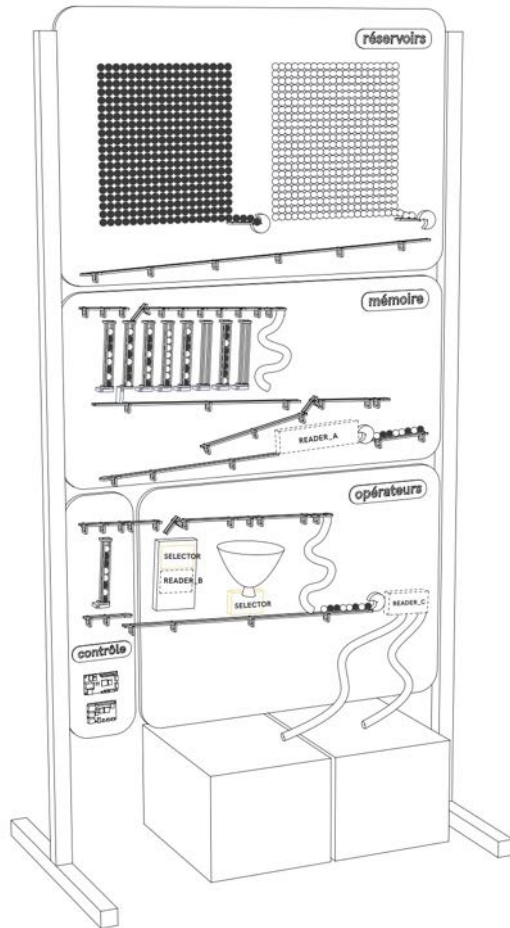 réservoirs
mémoire
READER_A
opérateurs
SELECTOR
READER_B
SELECTOR
READER_C
contrôle